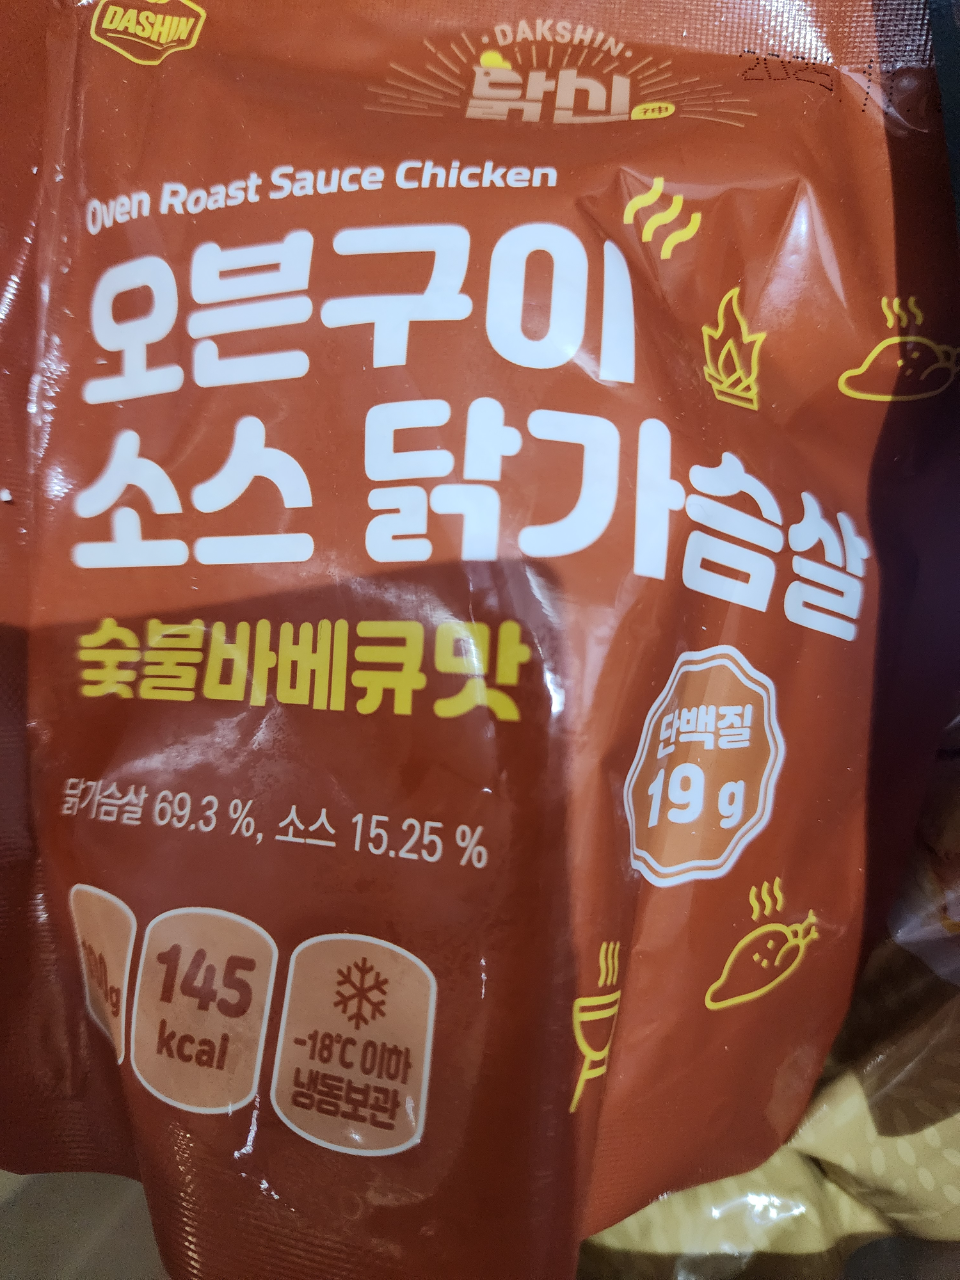 DASHIN
·DAKSHIN·
닭신
Oven Roast Sauce Chicken
오븐구이
소스 닭가슴살
숯불바베큐맛
단백질
19 g
닭가슴살 69.3 %, 소스 15.25 %
145
kcal
-18℃ 이하
냉동보관